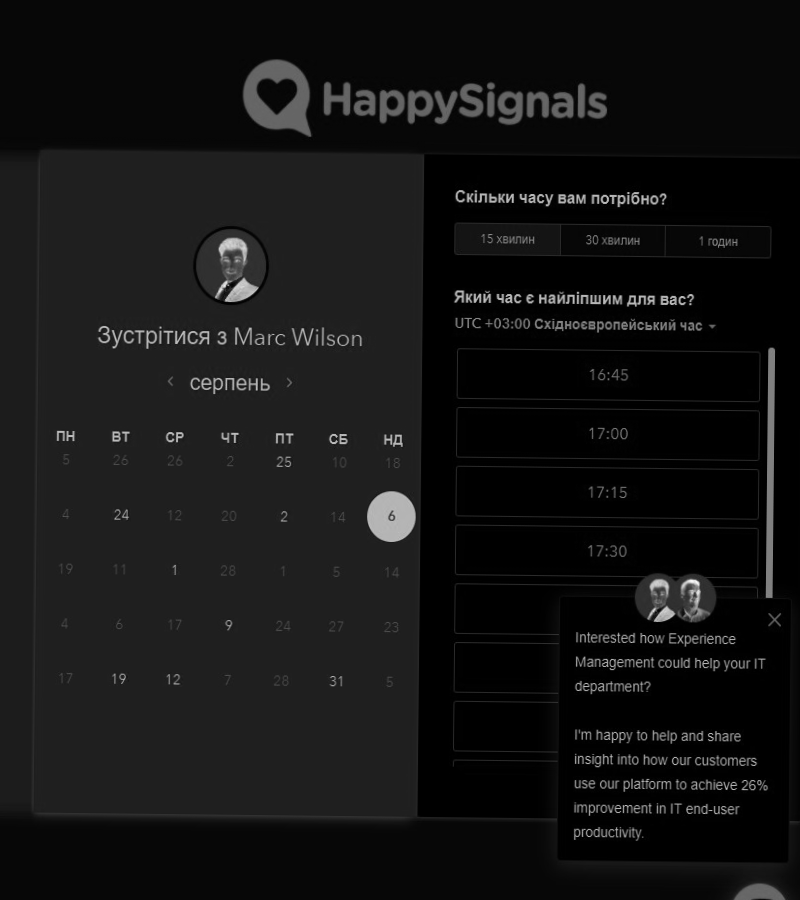 HappySignals
Зустрітися з Marc Wilson
серпень
ПН ВТ СР ЧТ ПТ СБ НД
5 26 26 2 25 10 18
4 24 12 20 2 14 6
19 11 1 28 1 5 14
4 6 17 9 24 27 23
17 19 12 7 28 31 5
Скільки часу вам потрібно?
15 хвилин 30 хвилин 1 годин
Який час є найліпшим для вас?
UTC +03:00 Східноєвропейський час
16:45
17:00
17:15
17:30
Interested how Experience
Management could help your IT
department?
I'm happy to help and share
insight into how our customers
use our platform to achieve 26%
improvement in IT end-user
productivity.